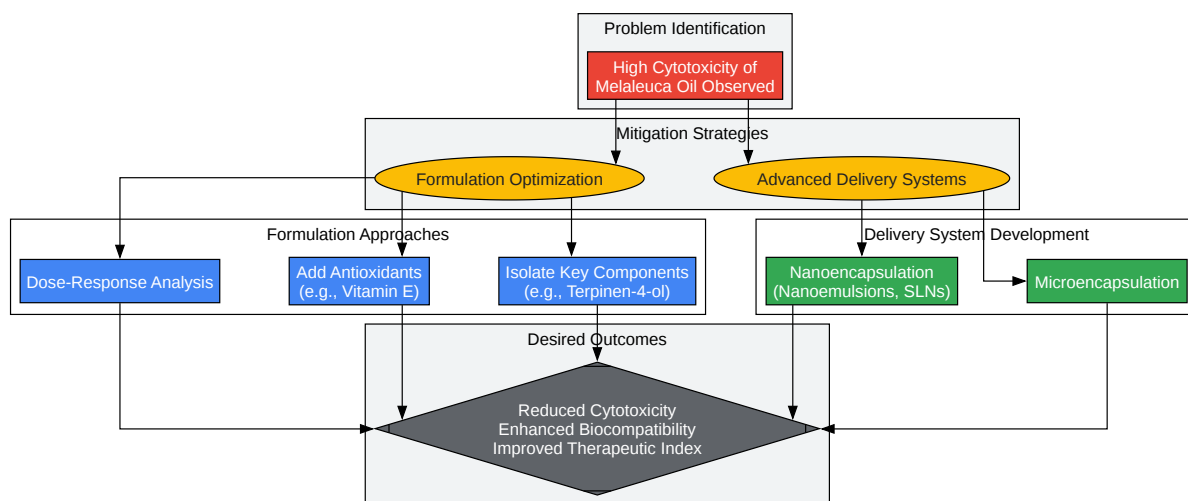 Problem Identification
High Cytotoxicity of
Melaleuca Oil Observed
Mitigation Strategies
Formulation Optimization
Advanced Delivery Systems
Formulation Approaches
Delivery System Development
Dose-Response Analysis
Add Antioxidants
(e.g., Vitamin E)
Isolate Key Components
(e.g., Terpinen-4-ol)
Nanoencapsulation
(Nanoemulsions, SLNs)
Microencapsulation
Desired Outcomes
Reduced Cytotoxicity
Enhanced Biocompatibility
Improved Therapeutic Index